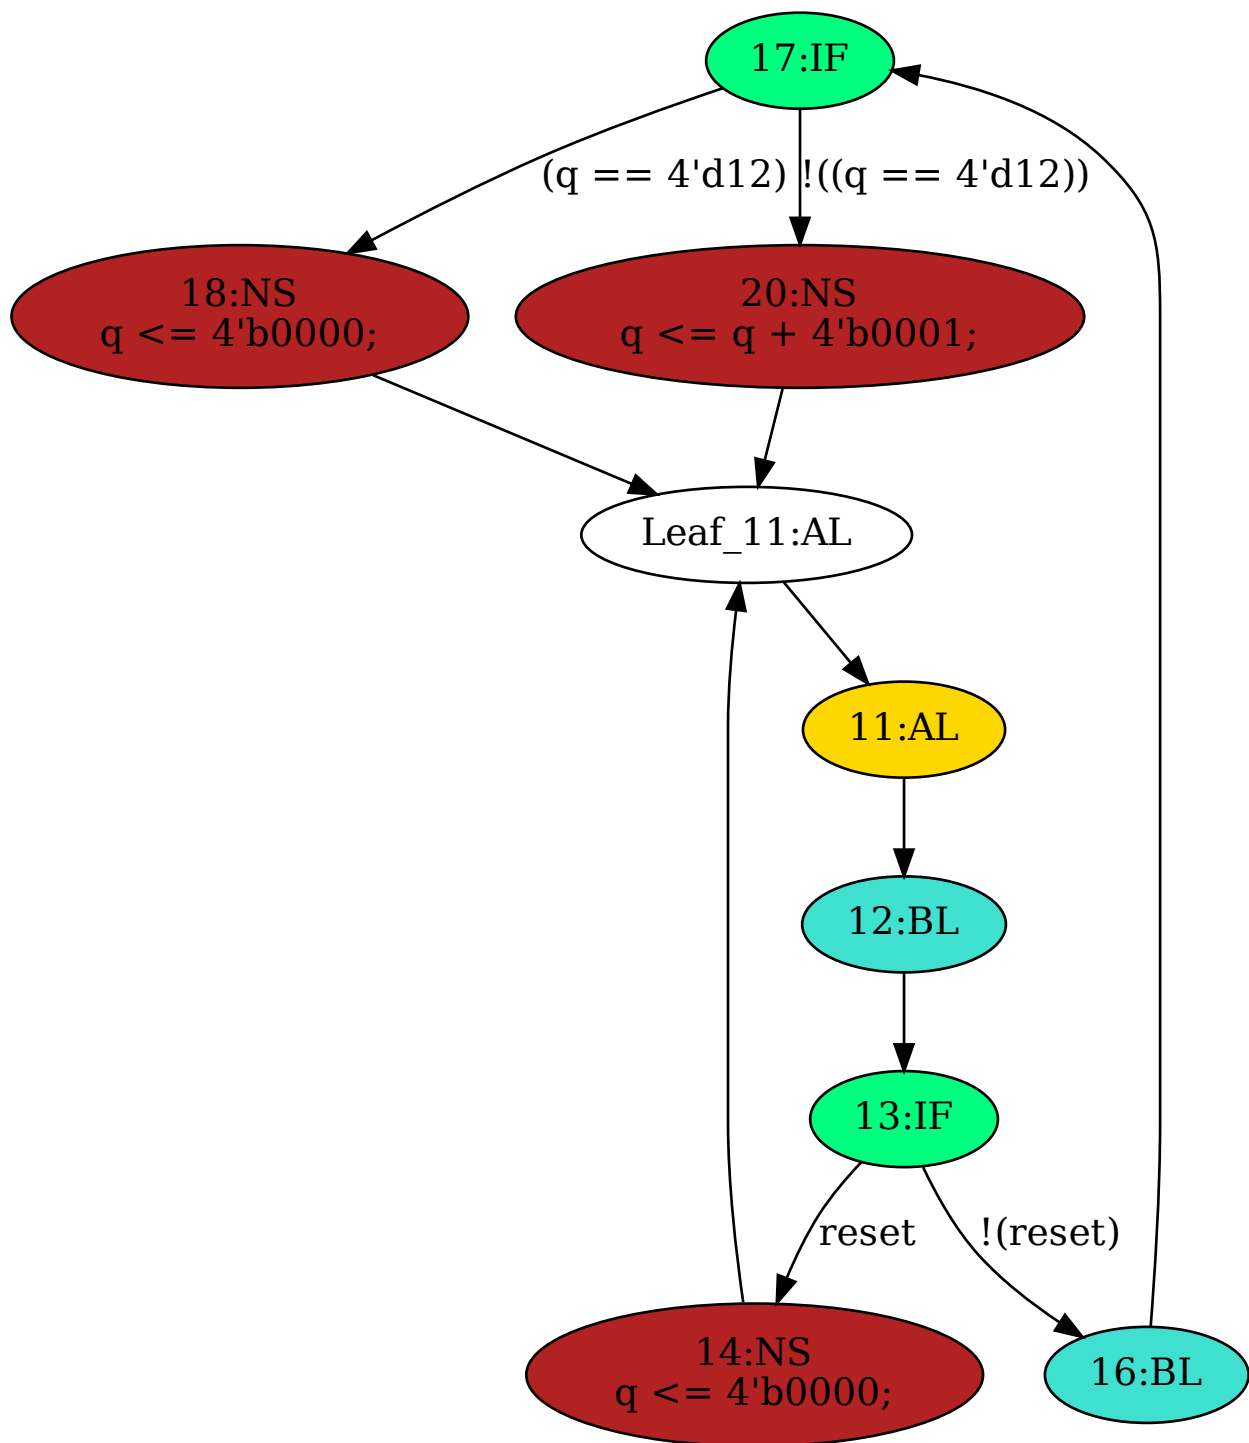 17:IF
(q == 4'd12)
!((q == 4'd12))
18:NS
q <= 4'b0000;
20:NS
q <= q + 4'b0001;
Leaf_11:AL
11:AL
12:BL
13:IF
reset
!(reset)
14:NS
q <= 4'b0000;
16:BL